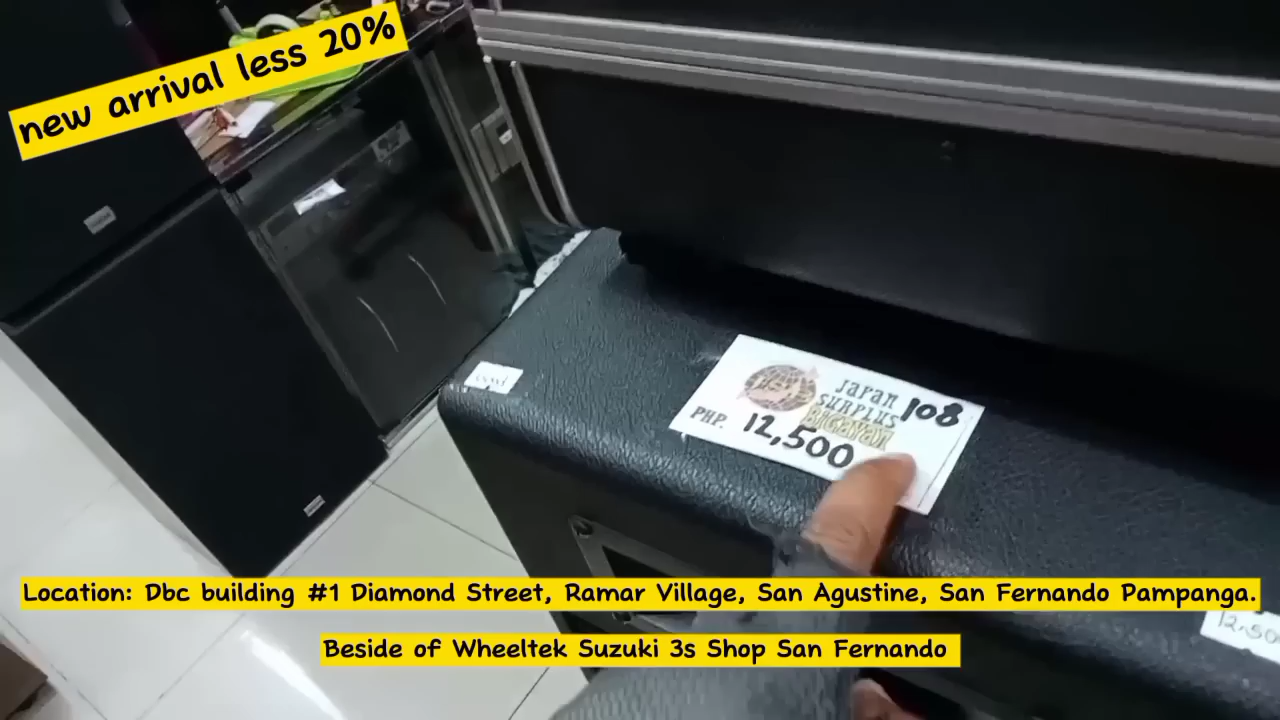 new arrival less 20%
JAPAN
SURPLUS 108
BIGAYAN
PHP. 12,500
Location: Dbc building #1 Diamond Street, Ramar Village, San Agustine, San Fernando Pampanga.
Beside of Wheeltek Suzuki 3s Shop San Fernando